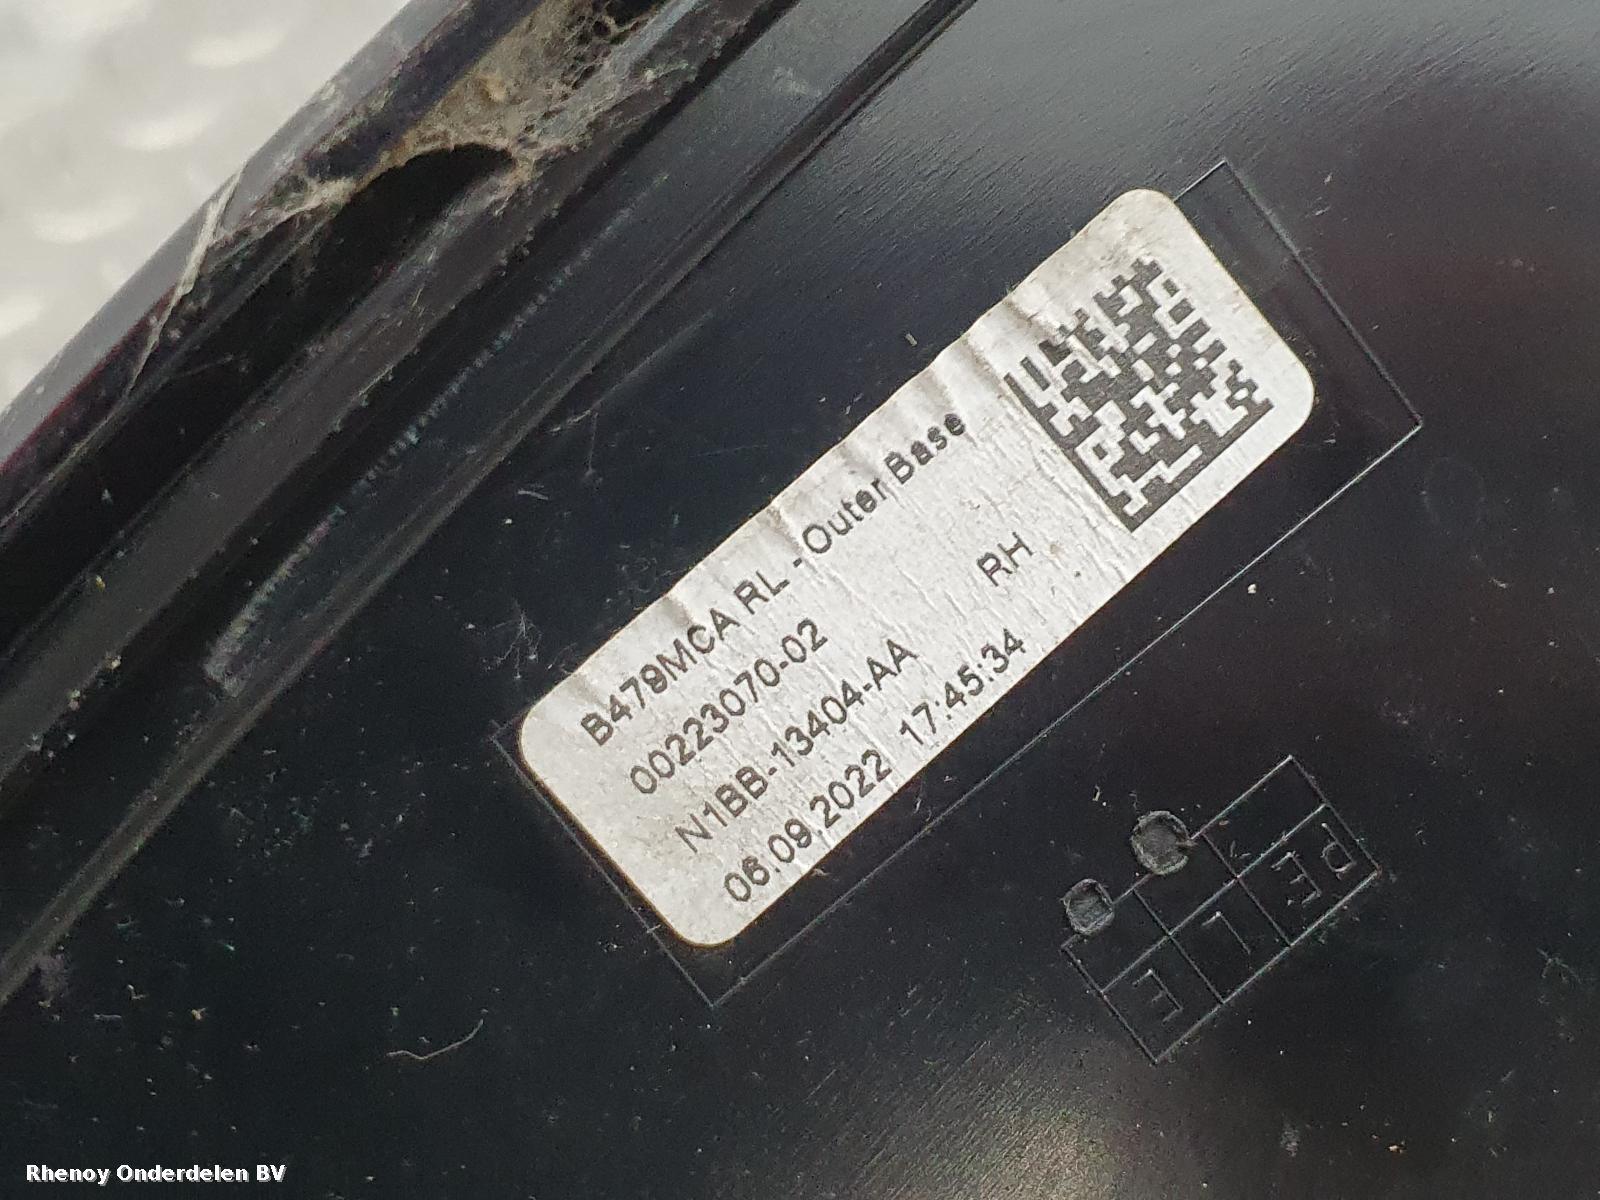 B479MCA RL - Outer Base
00223070-02
N1BB-13404-AA RH
06.09.2022 17:45:34
Rhenoy Onderdelen BV